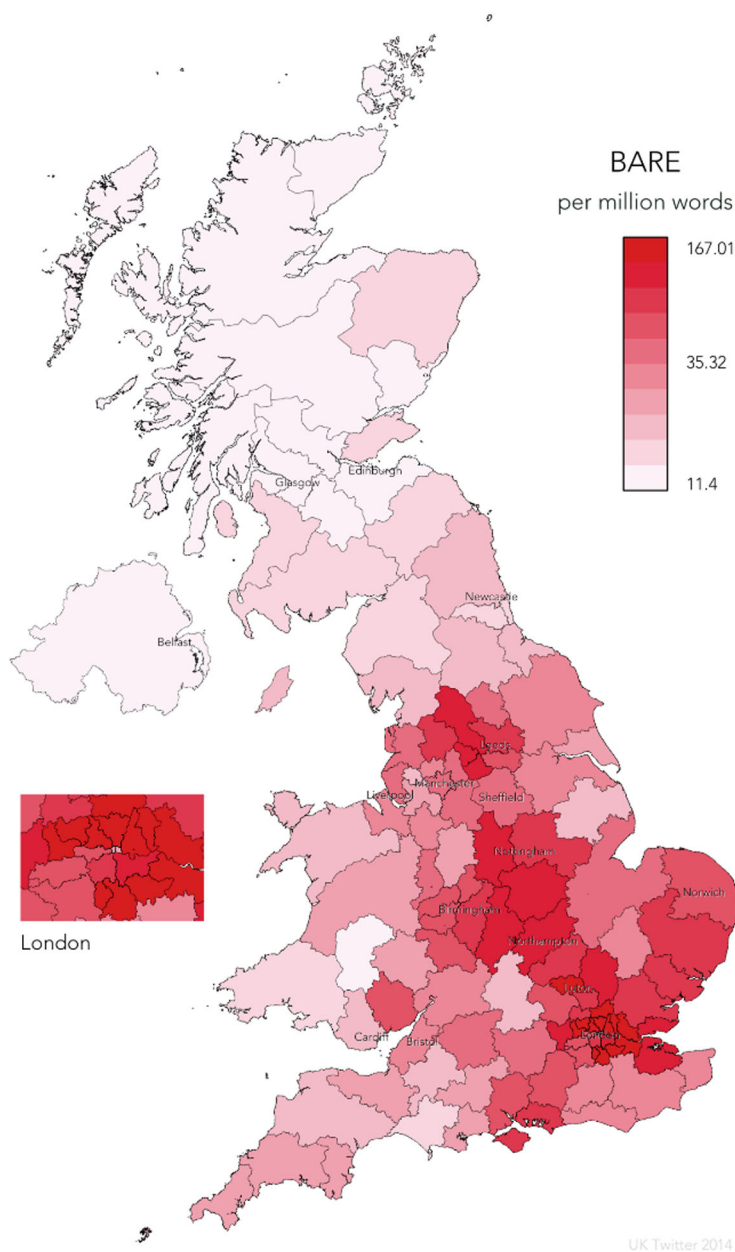 BARE
per million words
167.01
35.32
11.4
Edinburgh
Glasgow
Newcastle
Belfast
Leeds
Manchester
Liverpool
Sheffield
Nottingham
Norwich
Birmingham
Northampton
Luton
London
London
Cardiff
Bristol
UK Twitter 2014